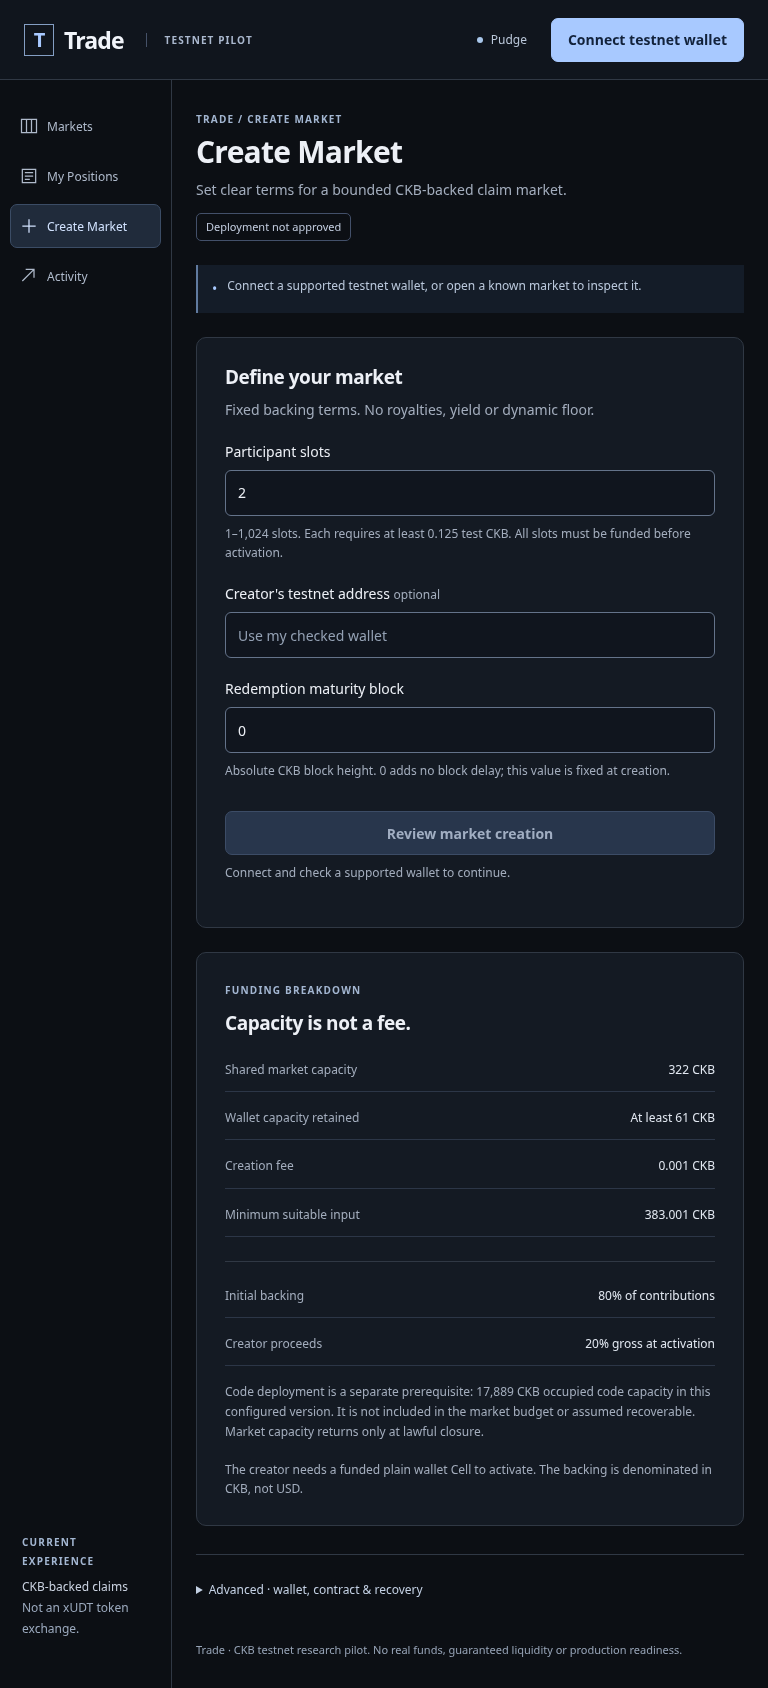 T Trade
TESTNET PILOT
Pudge
Connect testnet wallet
Markets
My Positions
Create Market
Activity
TRADE / CREATE MARKET
Create Market
Set clear terms for a bounded CKB-backed claim market.
Deployment not approved
• Connect a supported testnet wallet, or open a known market to inspect it.
Define your market
Fixed backing terms. No royalties, yield or dynamic floor.
Participant slots
2
1–1,024 slots. Each requires at least 0.125 test CKB. All slots must be funded before
activation.
Creator's testnet address optional
Use my checked wallet
Redemption maturity block
0
Absolute CKB block height. 0 adds no block delay; this value is fixed at creation.
Review market creation
Connect and check a supported wallet to continue.
FUNDING BREAKDOWN
Capacity is not a fee.
Shared market capacity 322 CKB
Wallet capacity retained At least 61 CKB
Creation fee 0.001 CKB
Minimum suitable input 383.001 CKB
Initial backing 80% of contributions
Creator proceeds 20% gross at activation
Code deployment is a separate prerequisite: 17,889 CKB occupied code capacity in this
configured version. It is not included in the market budget or assumed recoverable.
Market capacity returns only at lawful closure.
The creator needs a funded plain wallet Cell to activate. The backing is denominated in
CKB, not USD.
CURRENT
EXPERIENCE
CKB-backed claims
Not an xUDT token
exchange.
Advanced · wallet, contract & recovery
Trade · CKB testnet research pilot. No real funds, guaranteed liquidity or production readiness.